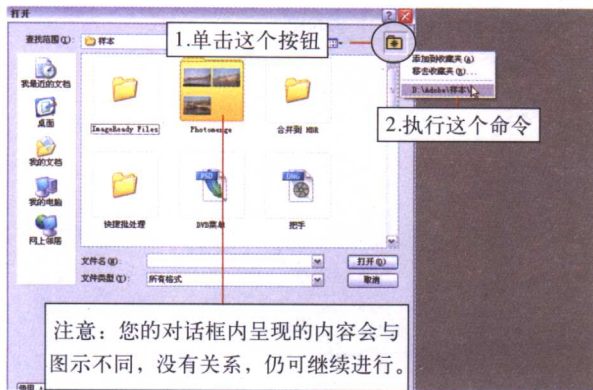 打开
查找范围(I):
样本
1.单击这个按钮
添加到收藏夹(A)
移去收藏夹(R)...
D:\Adobe\样本\
2.执行这个命令
我最近的文档
桌面
我的文档
我的电脑
网上邻居
ImageReady Files
Photomerge
合并到 HDR
快捷批处理
DVD菜单
把手
文件名(N):
打开(O)
文件类型(T):
所有格式
取消
注意：您的对话框内呈现的内容会与
图示不同，没有关系，仍可继续进行。